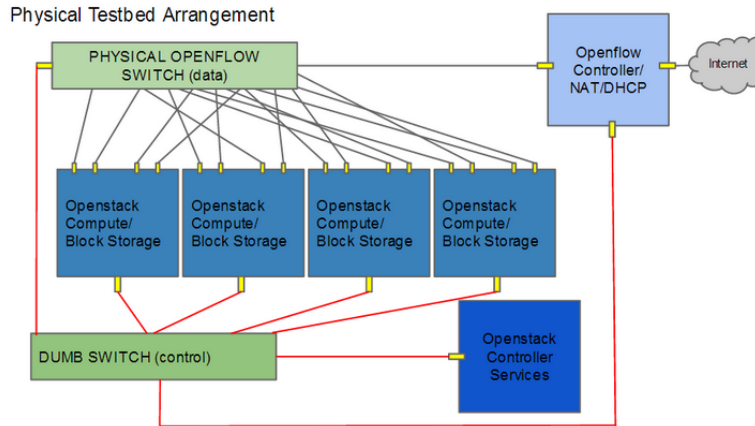 Physical Testbed Arrangement
PHYSICAL OPENFLOW
SWITCH (data)
Openflow
Controller/
NAT/DHCP
Internet
Openstack
Compute/
Block Storage
Openstack
Compute/
Block Storage
Openstack
Compute/
Block Storage
Openstack
Compute/
Block Storage
DUMB SWITCH (control)
Openstack
Controller
Services